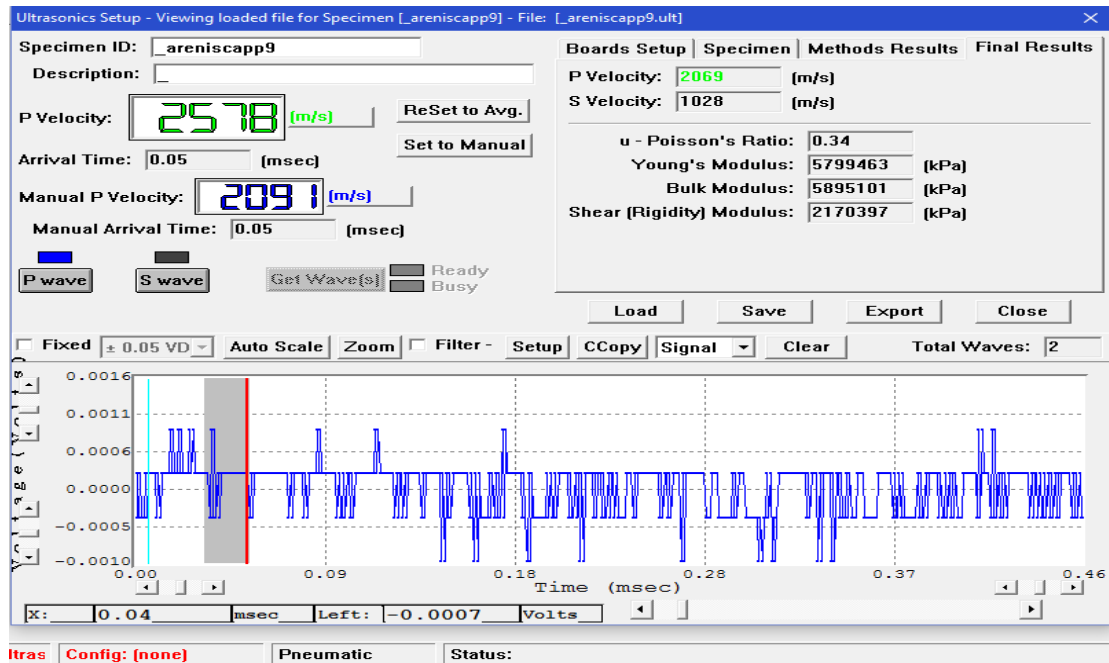 Ultrasonics Setup - Viewing loaded file for Specimen [_areniscapp9] - File: [_areniscapp9.ult]
Specimen ID: _areniscapp9
Description: _
P Velocity: 2578 (m/s)
ReSet to Avg.
Set to Manual
Arrival Time: 0.05 (msec)
Manual P Velocity: 2091 (m/s)
Manual Arrival Time: 0.05 (msec)
P wave S wave Get Wave(s) Ready
Busy
Boards Setup Specimen Methods Results Final Results
P Velocity: 2069 (m/s)
S Velocity: 1028 (m/s)
u - Poisson's Ratio: 0.34
Young's Modulus: 5799463 (kPa)
Bulk Modulus: 5895101 (kPa)
Shear (Rigidity) Modulus: 2170397 (kPa)
Load Save Export Close
Fixed ± 0.05 VD Auto Scale Zoom Filter - Setup CCopy Signal Clear Total Waves: 2
0.0016
0.0011
0.0006
0.0000
-0.0005
-0.0010
0.00 0.09 0.18 0.28 0.37 0.46
Time (msec)
X: 0.04 msec Left: -0.0007 Volts
ltras Config: (none) Pneumatic Status: